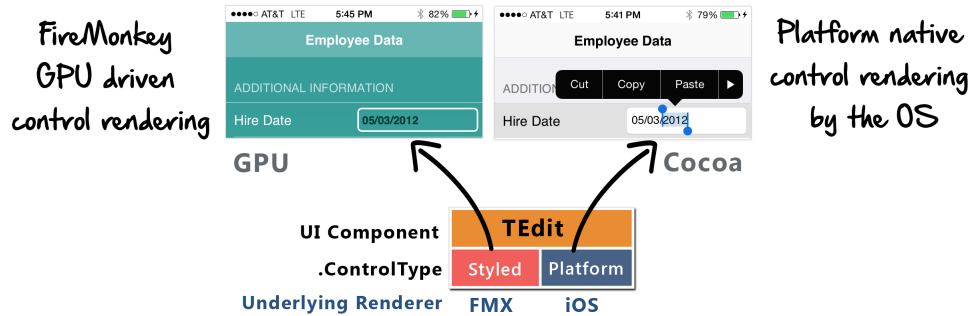 FireMonkey
GPU driven
control rendering
AT&T LTE 5:45 PM 82%
Employee Data
ADDITIONAL INFORMATION
Hire Date 05/03/2012
GPU
AT&T LTE 5:41 PM 79%
Employee Data
ADDITION
Cut Copy Paste
Hire Date 05/03/2012
Cocoa
Platform native
control rendering
by the OS
UI Component TEdit
.ControlType Styled Platform
Underlying Renderer FMX iOS